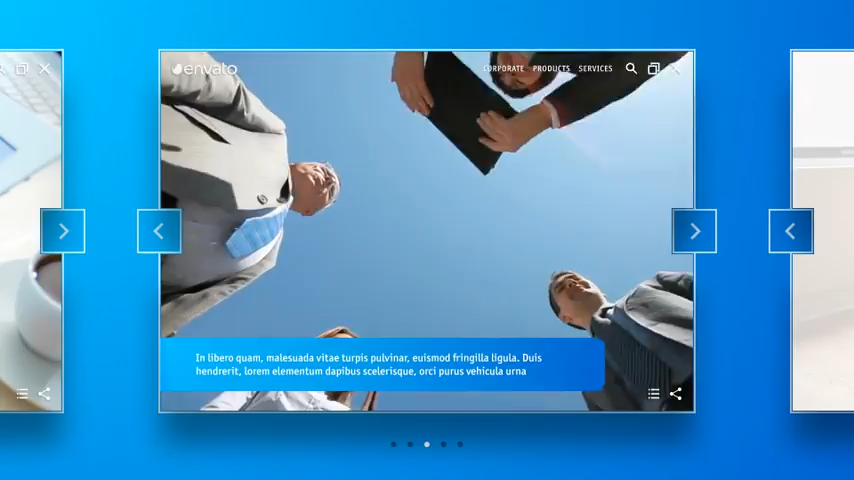 envato
CORPORATE PRODUCTS SERVICES
In libero quam, malesuada vitae turpis pulvinar, euismod fringilla ligula. Duis
hendrerit, lorem elementum dapibus scelerisque, orci purus vehicula urna